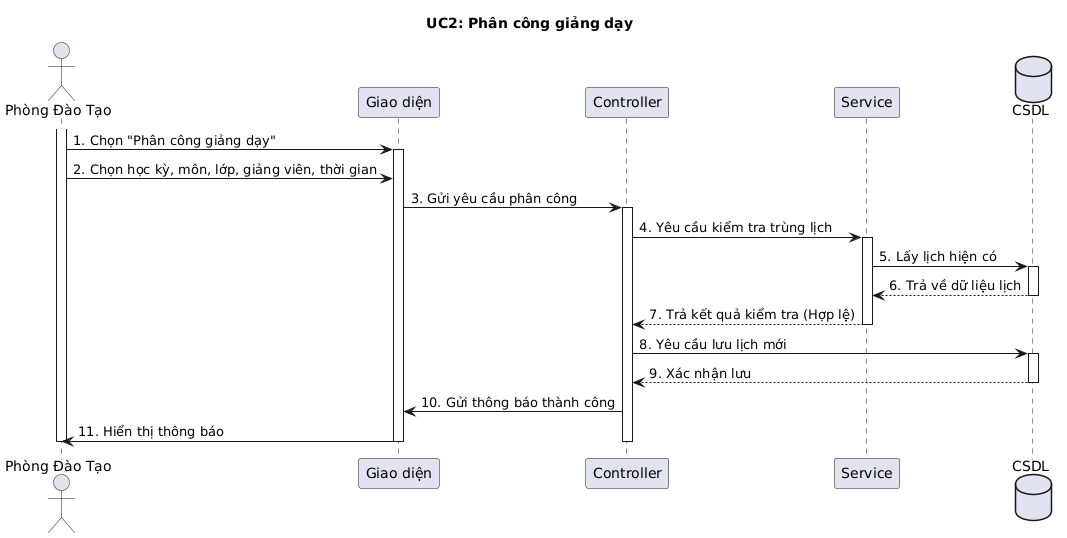 UC2: Phân công giảng dạy
Phòng Đào Tạo
Giao diện
Controller
Service
CSDL
1. Chọn "Phân công giảng dạy"
2. Chọn học kỳ, môn, lớp, giảng viên, thời gian
3. Gửi yêu cầu phân công
4. Yêu cầu kiểm tra trùng lịch
5. Lấy lịch hiện có
6. Trả về dữ liệu lịch
7. Trả kết quả kiểm tra (Hợp lệ)
8. Yêu cầu lưu lịch mới
9. Xác nhận lưu
10. Gửi thông báo thành công
11. Hiển thị thông báo
Phòng Đào Tạo
Giao diện
Controller
Service
CSDL